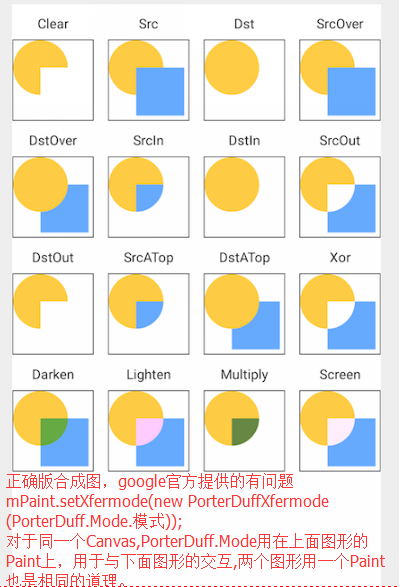 Clear Src Dst SrcOver
DstOver SrcIn DstIn SrcOut
DstOut SrcATop DstATop Xor
Darken Lighten Multiply Screen
正确版合成图，google官方提供的有问题
mPaint.setXfermode(new PorterDuffXfermode
(PorterDuff.Mode.模式));
对于同一个Canvas,PorterDuff.Mode用在上面图形的
Paint上，用于与下面图形的交互,两个图形用一个Paint
也是相同的道理。